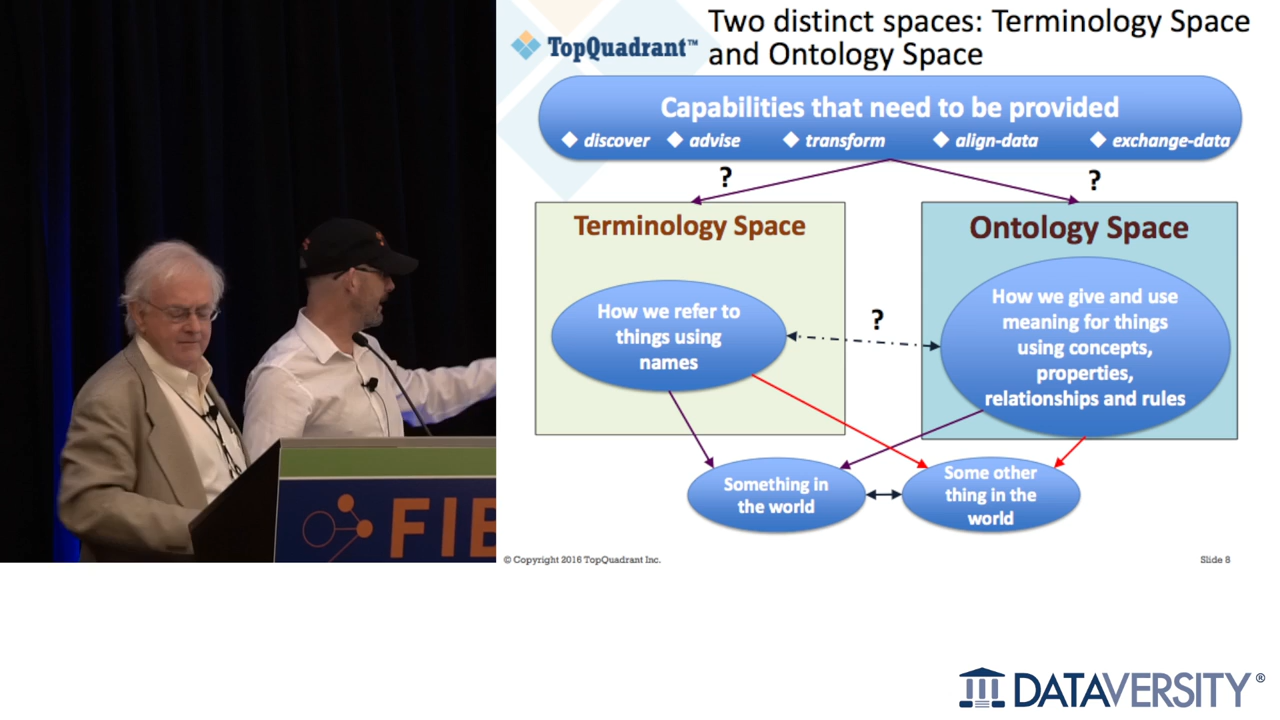 TopQuadrant™
Two distinct spaces: Terminology Space
and Ontology Space
Capabilities that need to be provided
discover advise transform align-data exchange-data
? ?
Terminology Space
Ontology Space
How we refer to
things using
names
?
How we give and use
meaning for things
using concepts,
properties,
relationships and rules
Something in
the world
Some other
thing in the
world
FIB
© Copyright 2016 TopQuadrant Inc.
Slide 8
DATAVERSITY®